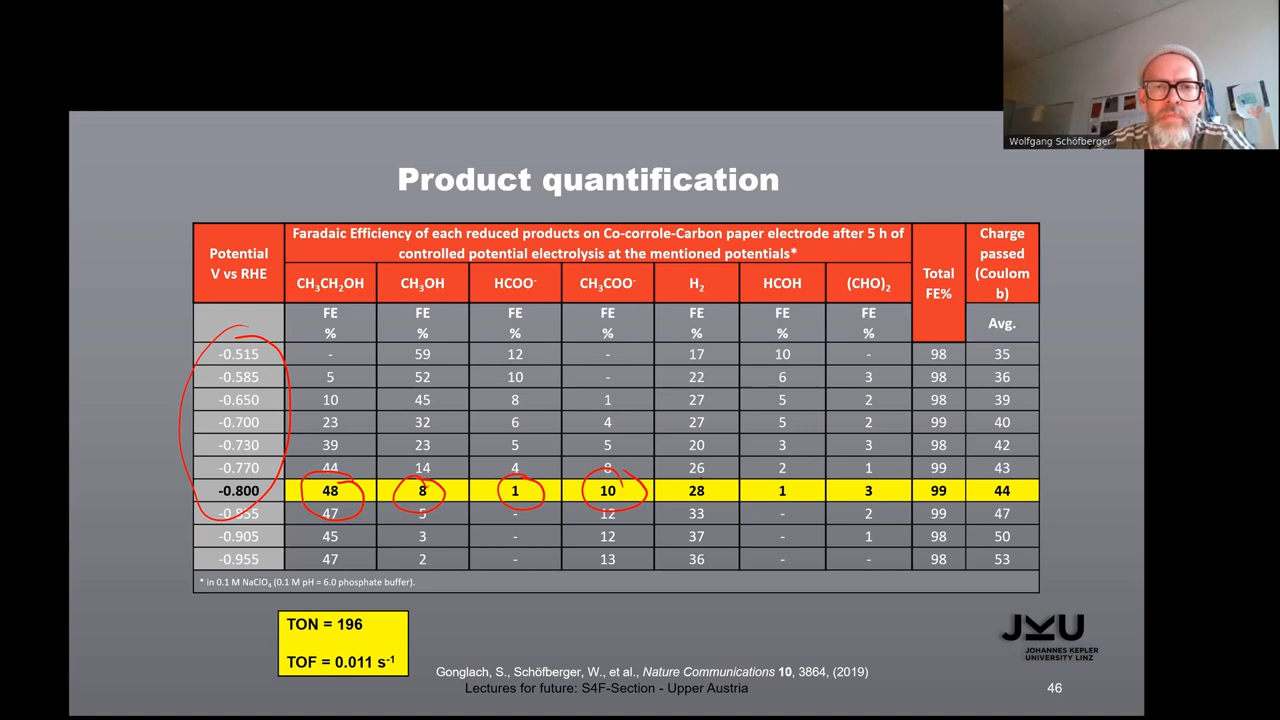 Wolfgang Schöfberger
Product quantification
Potential V vs RHE
Faradaic Efficiency of each reduced products on Co-corrole-Carbon paper electrode after 5 h of
controlled potential electrolysis at the mentioned potentials*
Total FE%
Charge passed (Coulom b)
CH₃CH₂OH CH₃OH HCOO⁻ CH₃COO⁻ H₂ HCOH (CHO)₂
FE % FE % FE % FE % FE % FE % FE % Avg.
-0.515 - 59 12 - 17 10 - 98 35
-0.585 5 52 10 - 22 6 3 98 36
-0.650 10 45 8 1 27 5 2 98 39
-0.700 23 32 6 4 27 5 2 99 40
-0.730 39 23 5 5 20 3 3 98 42
-0.770 44 14 4 8 26 2 1 99 43
-0.800 48 8 1 10 28 1 3 99 44
-0.855 47 5 - 12 33 - 2 99 47
-0.905 45 3 - 12 37 - 1 98 50
-0.955 47 2 - 13 36 - - 98 53
* in 0.1 M NaClO₄ (0.1 M pH = 6.0 phosphate buffer).
TON = 196
TOF = 0.011 s⁻¹
JKU
JOHANNES KEPLER
UNIVERSITY LINZ
Gonglach, S., Schöfberger, W., et al., Nature Communications 10, 3864, (2019)
Lectures for future: S4F-Section - Upper Austria
46